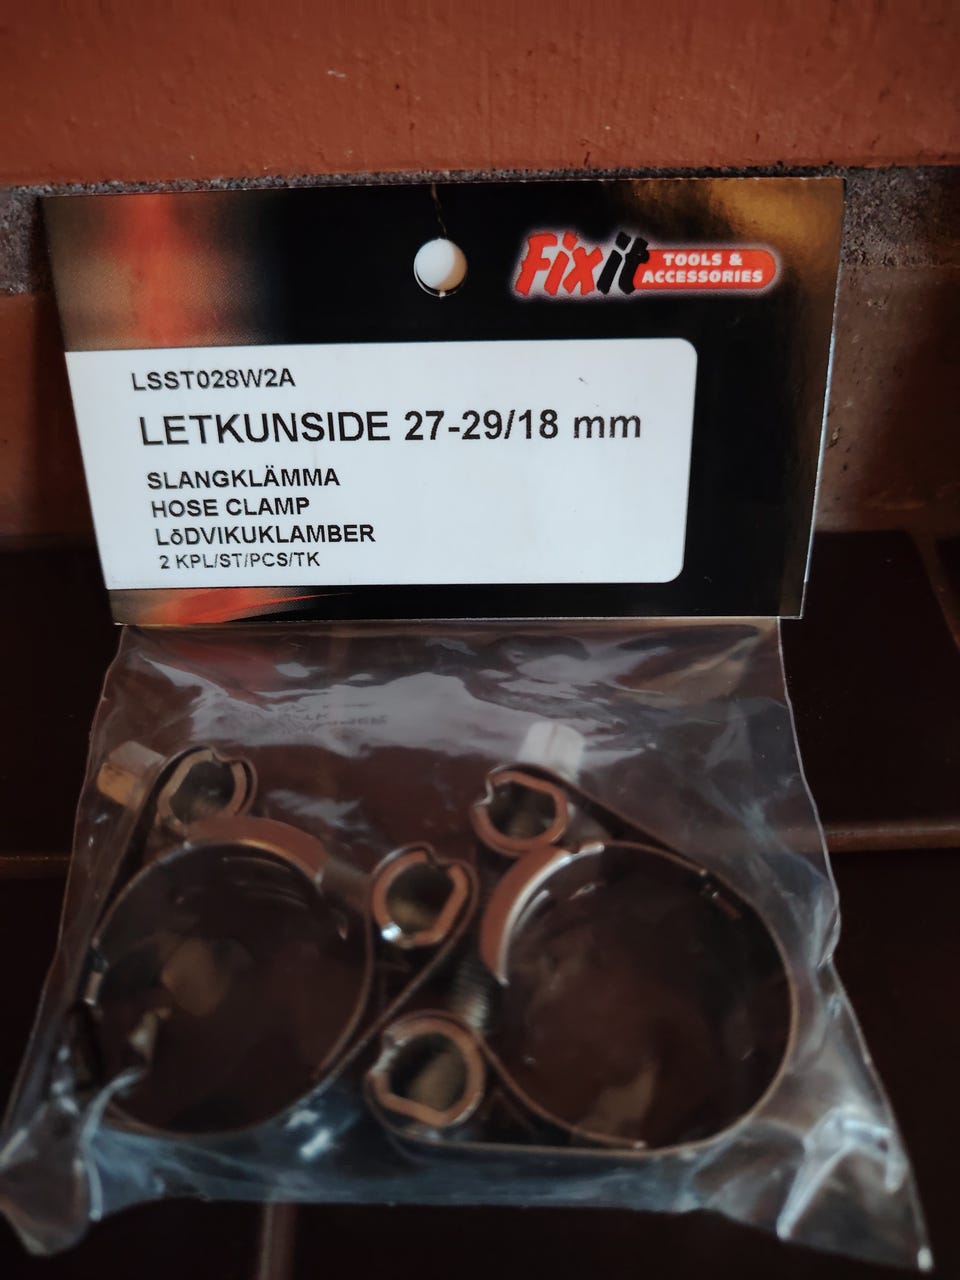 Fixit TOOLS &
ACCESSORIES
LSST028W2A
LETKUNSIDE 27-29/18 mm
SLANGKLÄMMA
HOSE CLAMP
LõDVIKUKLAMBER
2 KPL/ST/PCS/TK